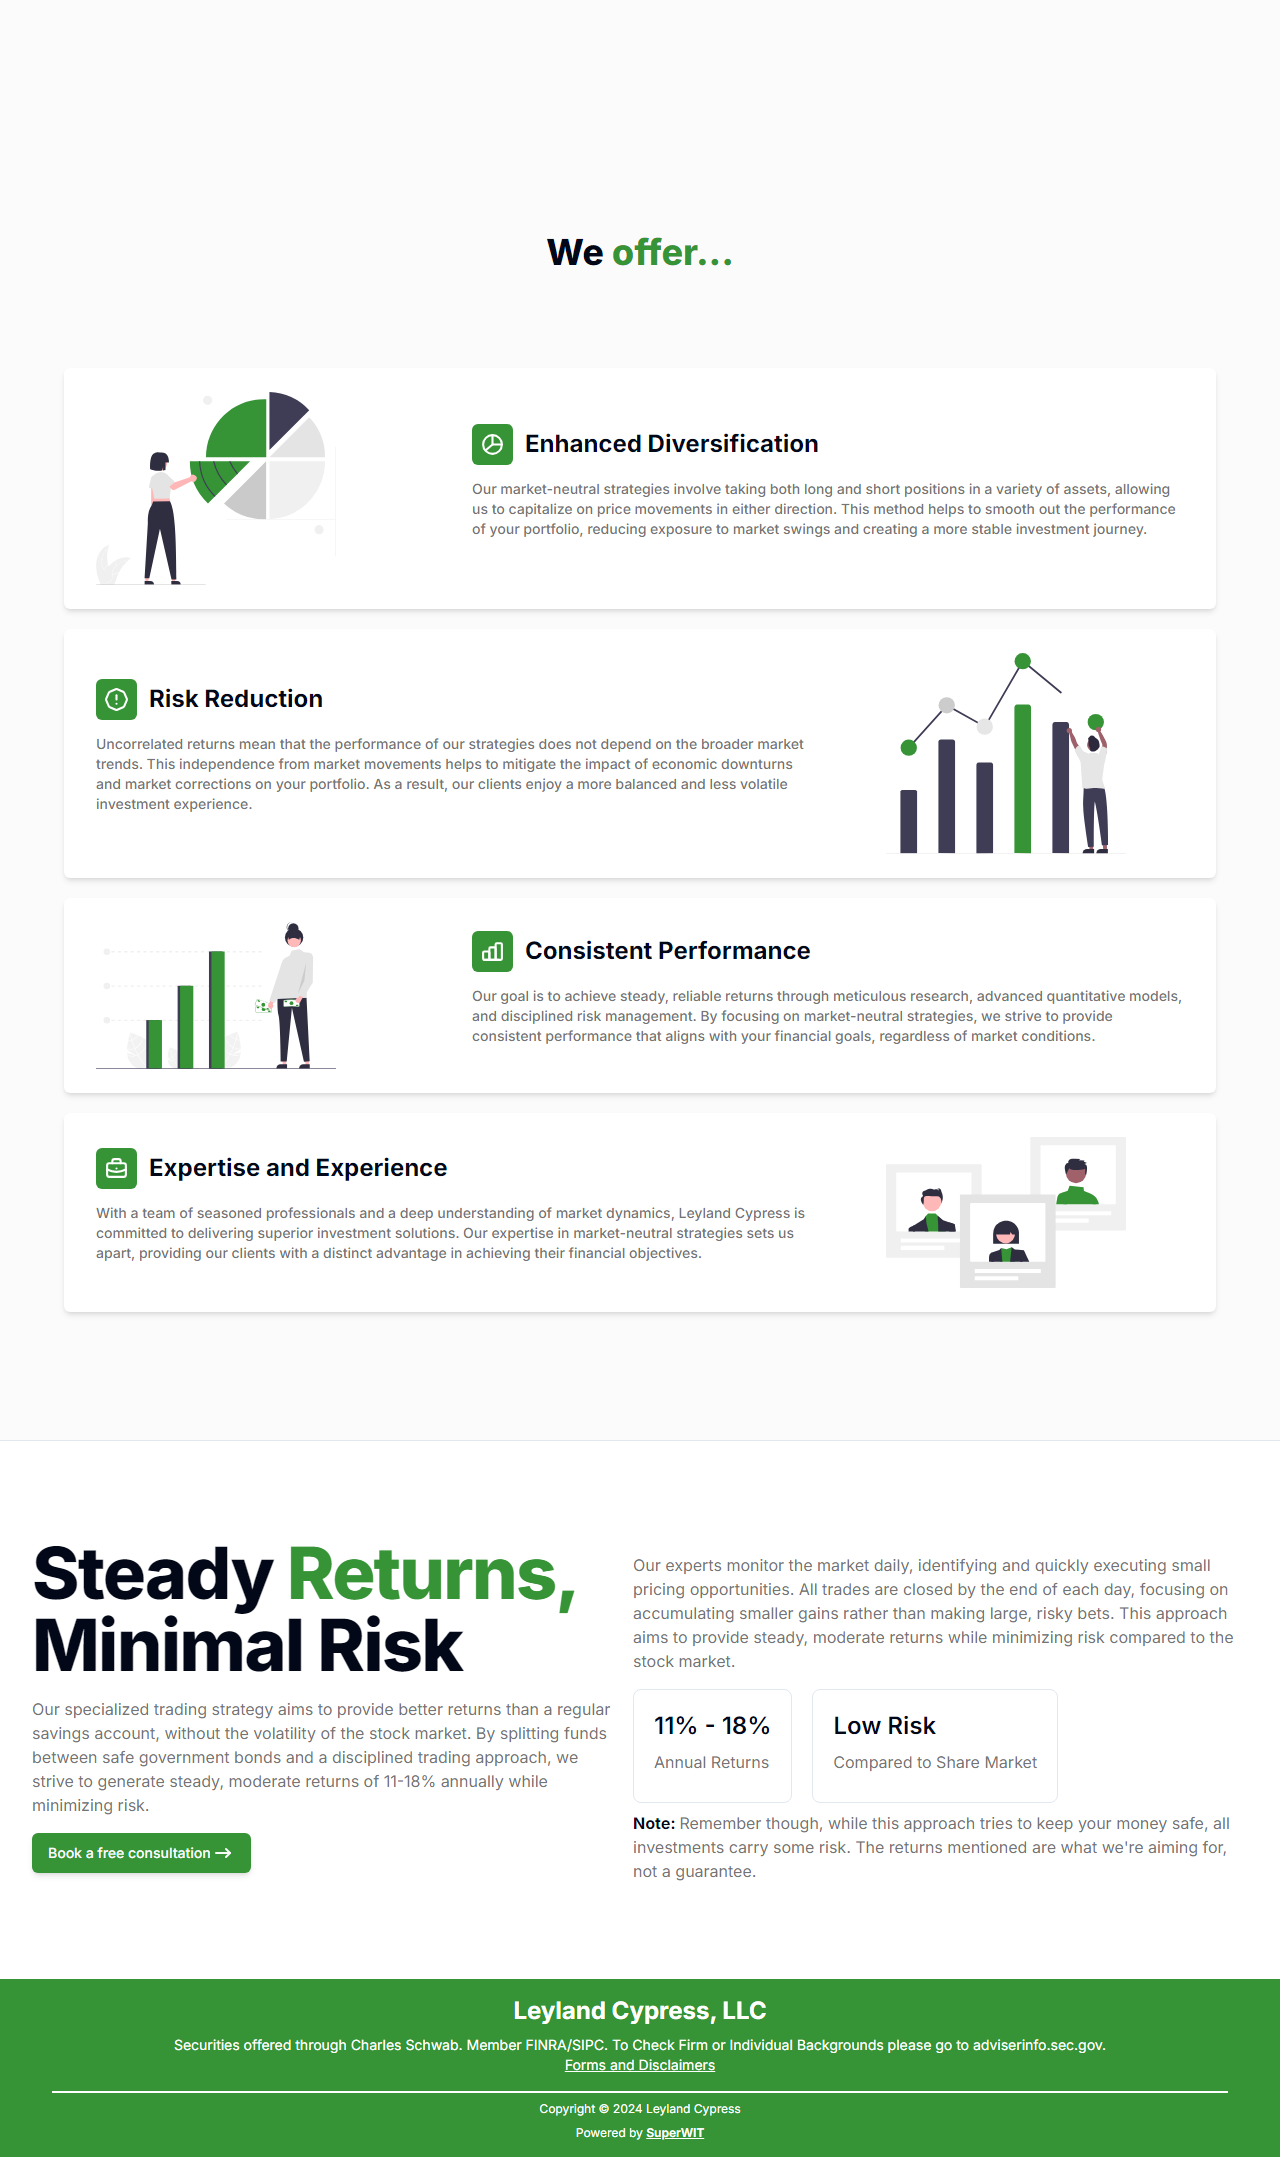 We offer...
Enhanced Diversification
Our market-neutral strategies involve taking both long and short positions in a variety of assets, allowing
us to capitalize on price movements in either direction. This method helps to smooth out the performance
of your portfolio, reducing exposure to market swings and creating a more stable investment journey.
Risk Reduction
Uncorrelated returns mean that the performance of our strategies does not depend on the broader market
trends. This independence from market movements helps to mitigate the impact of economic downturns
and market corrections on your portfolio. As a result, our clients enjoy a more balanced and less volatile
investment experience.
Consistent Performance
Our goal is to achieve steady, reliable returns through meticulous research, advanced quantitative models,
and disciplined risk management. By focusing on market-neutral strategies, we strive to provide
consistent performance that aligns with your financial goals, regardless of market conditions.
Expertise and Experience
With a team of seasoned professionals and a deep understanding of market dynamics, Leyland Cypress is
committed to delivering superior investment solutions. Our expertise in market-neutral strategies sets us
apart, providing our clients with a distinct advantage in achieving their financial objectives.
Steady Returns,
Minimal Risk
Our specialized trading strategy aims to provide better returns than a regular
savings account, without the volatility of the stock market. By splitting funds
between safe government bonds and a disciplined trading approach, we
strive to generate steady, moderate returns of 11-18% annually while
minimizing risk.
Book a free consultation
Our experts monitor the market daily, identifying and quickly executing small
pricing opportunities. All trades are closed by the end of each day, focusing on
accumulating smaller gains rather than making large, risky bets. This approach
aims to provide steady, moderate returns while minimizing risk compared to the
stock market.
11% - 18%
Annual Returns
Low Risk
Compared to Share Market
Note: Remember though, while this approach tries to keep your money safe, all
investments carry some risk. The returns mentioned are what we're aiming for,
not a guarantee.
Leyland Cypress, LLC
Securities offered through Charles Schwab. Member FINRA/SIPC. To Check Firm or Individual Backgrounds please go to adviserinfo.sec.gov.
Forms and Disclaimers
Copyright © 2024 Leyland Cypress
Powered by SuperWIT